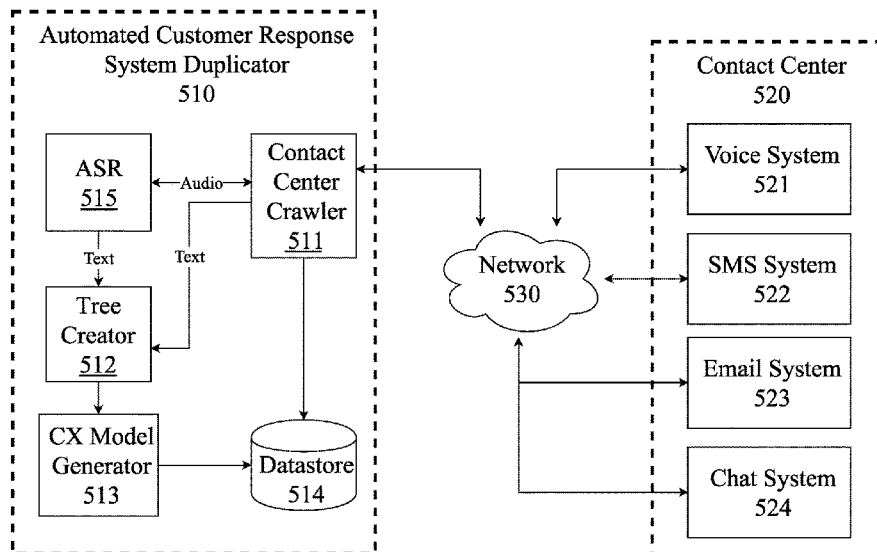 Automated Customer Response
System Duplicator
510
ASR
515
Audio
Contact
Center
Crawler
511
Text
Text
Tree
Creator
512
CX Model
Generator
513
Datastore
514
Network
530
Contact Center
520
Voice System
521
SMS System
522
Email System
523
Chat System
524